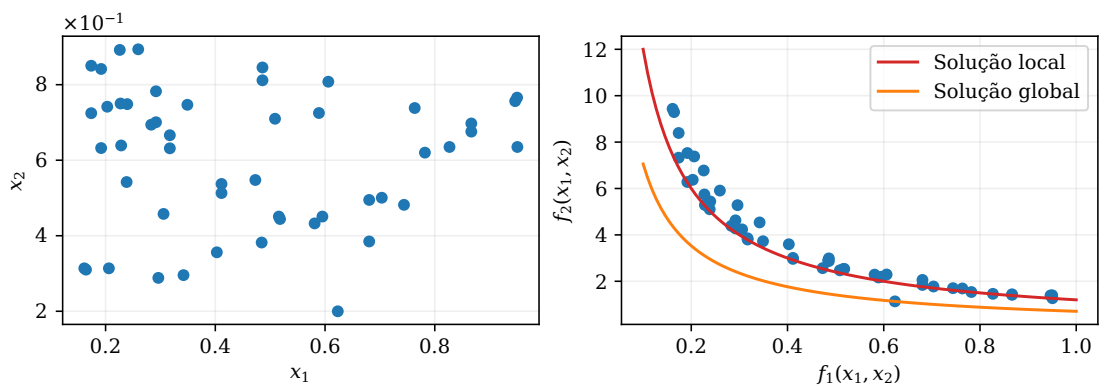 ×10⁻¹
8
6
4
2
0.2 0.4 0.6 0.8
x₁
x₂
12
10
8
6
4
2
0.2 0.4 0.6 0.8 1.0
f₁(x₁, x₂)
f₂(x₁, x₂)
Solução local
Solução global